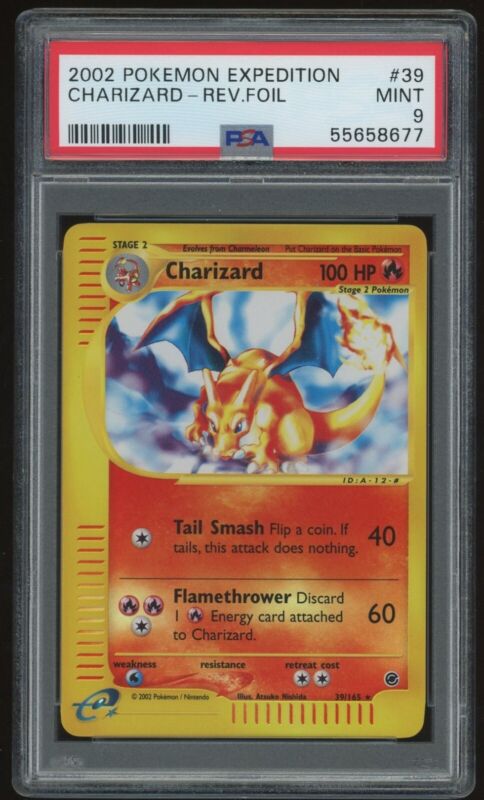 2002 POKEMON EXPEDITION #39
CHARIZARD - REV.FOIL MINT
9
PSA 55658677
STAGE 2 Evolves from Charmeleon Put Charizard on the Basic Pokémon
Charizard 100 HP
Stage 2 Pokémon
ID:A-12-#
Tail Smash Flip a coin. If 40
tails, this attack does nothing.
Flamethrower Discard
1 Energy card attached 60
to Charizard.
weakness resistance retreat cost
e © 2002 Pokémon / Nintendo Illus. Atsuko Nishida 39/165 ★